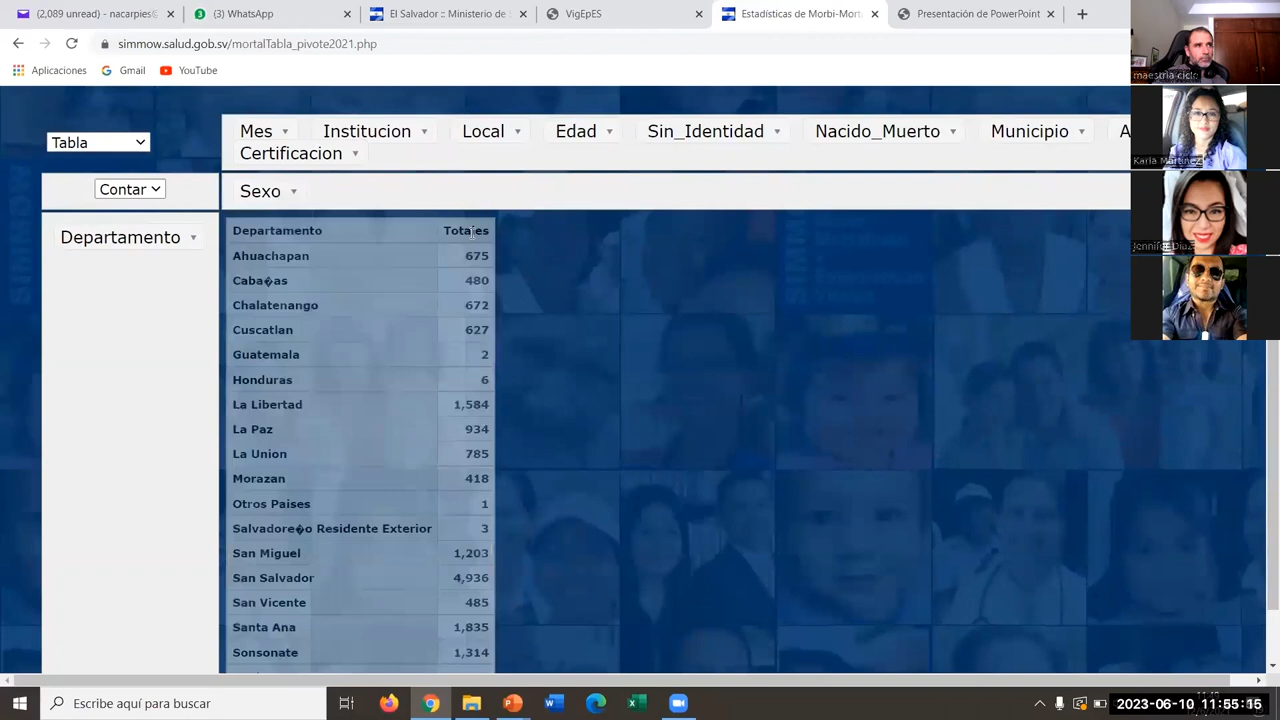 (2,089 unread) - nacarpies@
(3) WhatsApp
El Salvador :: Ministerio de S
VigEpES
Estadísticas de Morbi-Morta
Presentación de PowerPoint
simmow.salud.gob.sv/mortalTabla_pivote2021.php
Aplicaciones
Gmail
YouTube
maestria ciclo
Karla Martinez
Jennifer Diaz
Tabla
Mes
Institucion
Local
Edad
Sin_Identidad
Nacido_Muerto
Municipio
A
Certificacion
Contar
Sexo
Departamento
Departamento Totales
Ahuachapan 675
Caba�as 480
Chalatenango 672
Cuscatlan 627
Guatemala 2
Honduras 6
La Libertad 1,584
La Paz 934
La Union 785
Morazan 418
Otros Paises 1
Salvadore�o Residente Exterior 3
San Miguel 1,203
San Salvador 4,936
San Vicente 485
Santa Ana 1,835
Sonsonate 1,314
Escribe aquí para buscar
2023-06-10 11:55:15